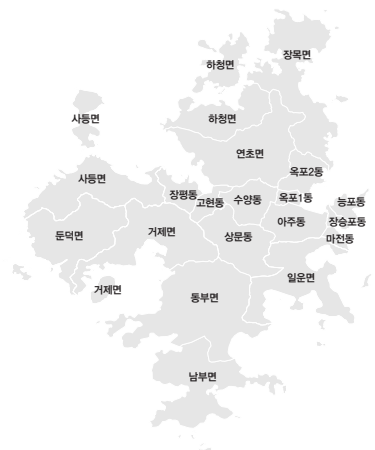 장목면
하청면
사등면
하청면
연초면
옥포2동
사등면
장평동
고현동
수양동
옥포1동
능포동
둔덕면
거제면
상문동
아주동
장승포동
마전동
거제면
일운면
동부면
남부면